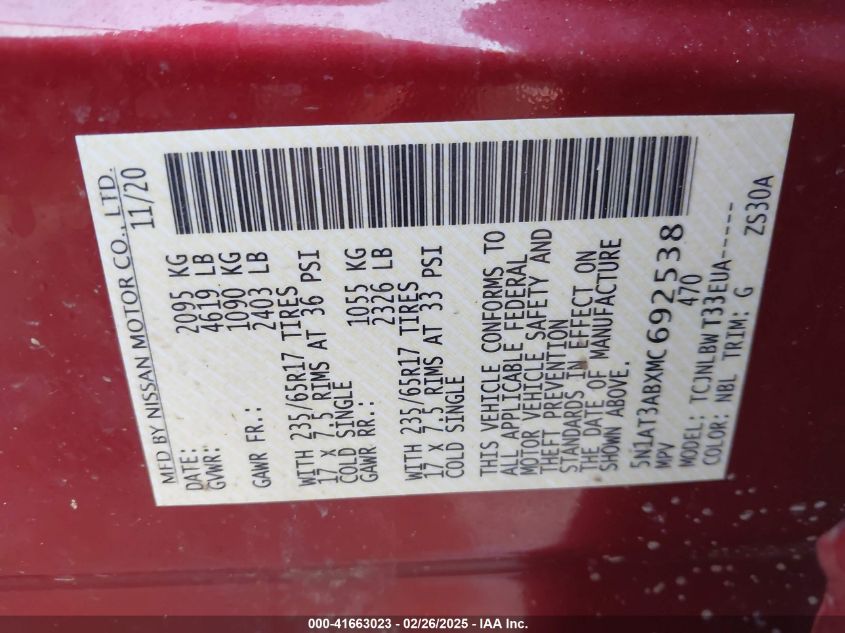 MFD BY NISSAN MOTOR CO., LTD.
DATE: 11/20
GVWR: 2095 KG
4619 LB
GAWR FR.: 1090 KG
2403 LB
WITH 235/65R17 TIRES
17 X 7.5 RIMS AT 36 PSI
COLD SINGLE
GAWR RR.: 1055 KG
2326 LB
WITH 235/65R17 TIRES
17 X 7.5 RIMS AT 33 PSI
COLD SINGLE
THIS VEHICLE CONFORMS TO
ALL APPLICABLE FEDERAL
MOTOR VEHICLE SAFETY AND
THEFT PREVENTION
STANDARDS IN EFFECT ON
THE DATE OF MANUFACTURE
SHOWN ABOVE.
5N1AT3ABXMC692538
MPV 470
MODEL: TCJNLBWT33EUA-----
COLOR: NBL TRIM: G ZS30A
000-41663023 - 02/26/2025 - IAA Inc.